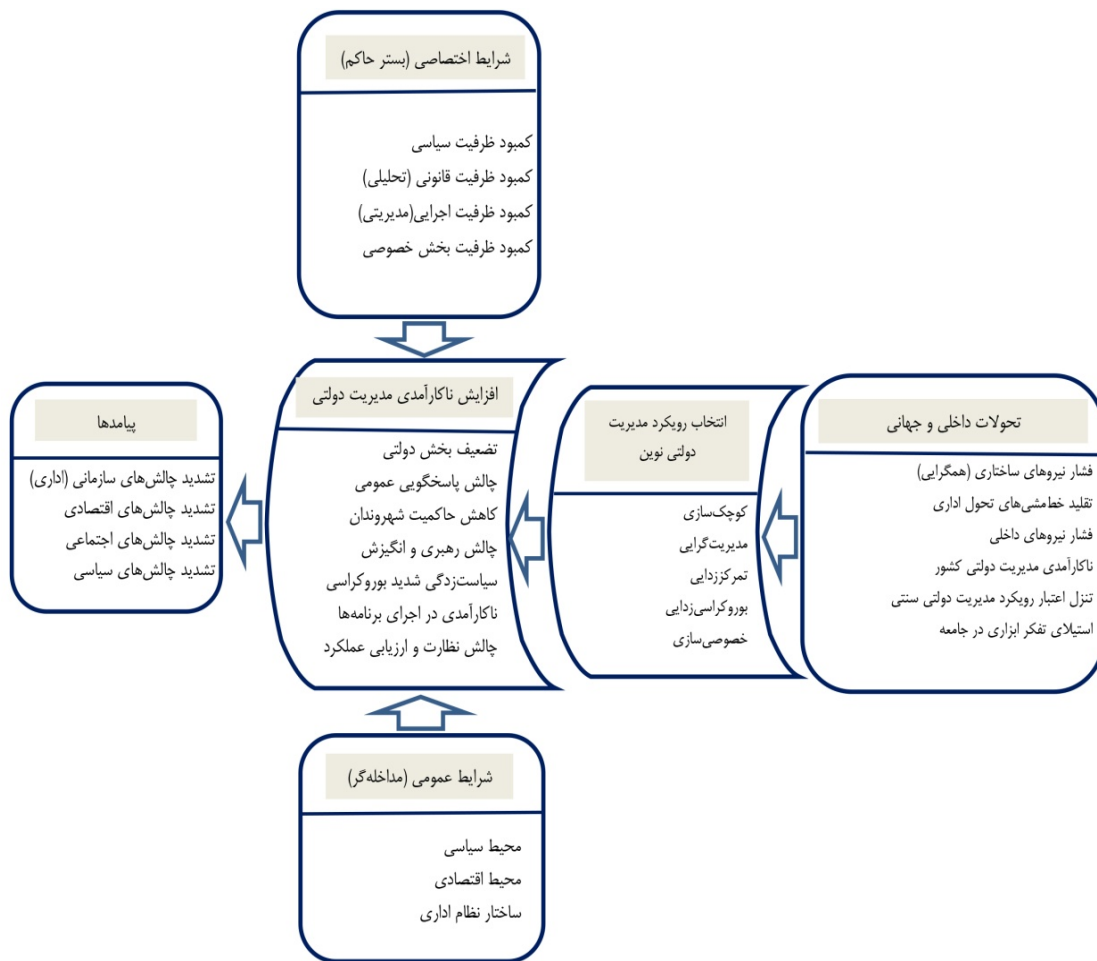 شرایط اختصاصی (بستر حاکم)
کمبود ظرفیت سیاسی
کمبود ظرفیت قانونی (تحلیلی)
کمبود ظرفیت اجرایی(مدیریتی)
کمبود ظرفیت بخش خصوصی
تحولات داخلی و جهانی
فشار نیروهای ساختاری (همگرایی)
تقلید خط‌مشی‌های تحول اداری
فشار نیروهای داخلی
ناکارآمدی مدیریت دولتی کشور
تنزل اعتبار رویکرد مدیریت دولتی سنتی
استیلای تفکر ابزاری در جامعه
انتخاب رویکرد مدیریت
دولتی نوین
کوچک‌سازی
مدیریت‌گرایی
تمرکززدایی
بوروکراسی‌زدایی
خصوصی‌سازی
افزایش ناکارآمدی مدیریت دولتی
تضعیف بخش دولتی
چالش پاسخگویی عمومی
کاهش حاکمیت شهروندان
چالش رهبری و انگیزش
سیاست‌زدگی شدید بوروکراسی
ناکارآمدی در اجرای برنامه‌ها
چالش نظارت و ارزیابی عملکرد
پیامدها
تشدید چالش‌های سازمانی (اداری)
تشدید چالش‌های اقتصادی
تشدید چالش‌های اجتماعی
تشدید چالش‌های سیاسی
شرایط عمومی (مداخله‌گر)
محیط سیاسی
محیط اقتصادی
ساختار نظام اداری